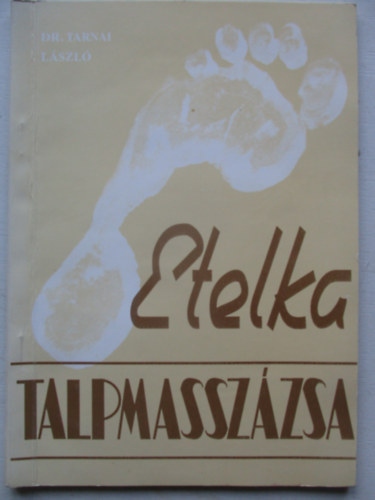 DR. TARNAI
LÁSZLÓ
Etelka
TALPMASSZÁZSA